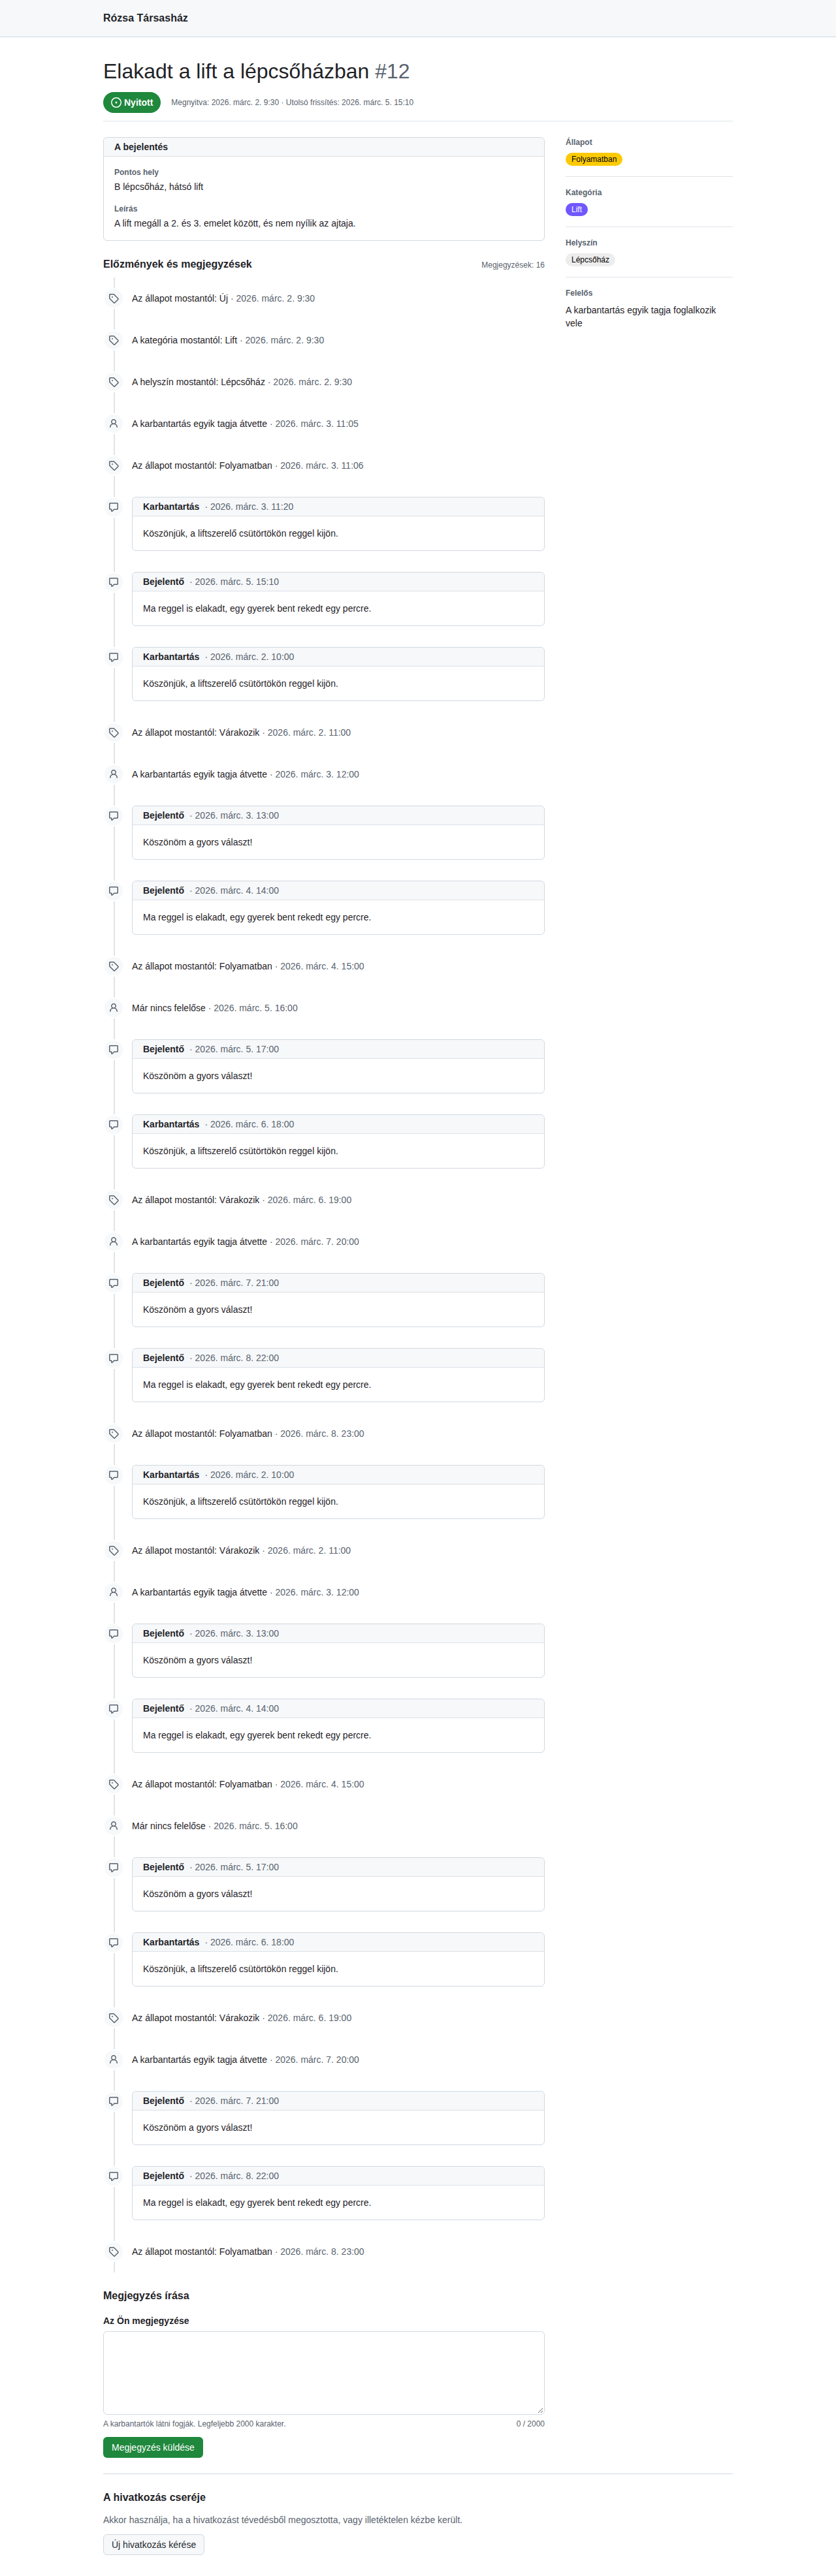 Rózsa Társasház
Elakadt a lift a lépcsőházban #12
Nyitott
Megnyitva: 2026. márc. 2. 9:30 · Utolsó frissítés: 2026. márc. 5. 15:10
A bejelentés
Pontos hely
B lépcsőház, hátsó lift
Leírás
A lift megáll a 2. és 3. emelet között, és nem nyílik az ajtaja.
Állapot
Folyamatban
Kategória
Lift
Helyszín
Lépcsőház
Felelős
A karbantartás egyik tagja foglalkozik
vele
Előzmények és megjegyzések
Megjegyzések: 16
Az állapot mostantól: Új · 2026. márc. 2. 9:30
A kategória mostantól: Lift · 2026. márc. 2. 9:30
A helyszín mostantól: Lépcsőház · 2026. márc. 2. 9:30
A karbantartás egyik tagja átvette · 2026. márc. 3. 11:05
Az állapot mostantól: Folyamatban · 2026. márc. 3. 11:06
Karbantartás · 2026. márc. 3. 11:20
Köszönjük, a liftszerelő csütörtökön reggel kijön.
Bejelentő · 2026. márc. 5. 15:10
Ma reggel is elakadt, egy gyerek bent rekedt egy percre.
Karbantartás · 2026. márc. 2. 10:00
Köszönjük, a liftszerelő csütörtökön reggel kijön.
Az állapot mostantól: Várakozik · 2026. márc. 2. 11:00
A karbantartás egyik tagja átvette · 2026. márc. 3. 12:00
Bejelentő · 2026. márc. 3. 13:00
Köszönöm a gyors választ!
Bejelentő · 2026. márc. 4. 14:00
Ma reggel is elakadt, egy gyerek bent rekedt egy percre.
Az állapot mostantól: Folyamatban · 2026. márc. 4. 15:00
Már nincs felelőse · 2026. márc. 5. 16:00
Bejelentő · 2026. márc. 5. 17:00
Köszönöm a gyors választ!
Karbantartás · 2026. márc. 6. 18:00
Köszönjük, a liftszerelő csütörtökön reggel kijön.
Az állapot mostantól: Várakozik · 2026. márc. 6. 19:00
A karbantartás egyik tagja átvette · 2026. márc. 7. 20:00
Bejelentő · 2026. márc. 7. 21:00
Köszönöm a gyors választ!
Bejelentő · 2026. márc. 8. 22:00
Ma reggel is elakadt, egy gyerek bent rekedt egy percre.
Az állapot mostantól: Folyamatban · 2026. márc. 8. 23:00
Karbantartás · 2026. márc. 2. 10:00
Köszönjük, a liftszerelő csütörtökön reggel kijön.
Az állapot mostantól: Várakozik · 2026. márc. 2. 11:00
A karbantartás egyik tagja átvette · 2026. márc. 3. 12:00
Bejelentő · 2026. márc. 3. 13:00
Köszönöm a gyors választ!
Bejelentő · 2026. márc. 4. 14:00
Ma reggel is elakadt, egy gyerek bent rekedt egy percre.
Az állapot mostantól: Folyamatban · 2026. márc. 4. 15:00
Már nincs felelőse · 2026. márc. 5. 16:00
Bejelentő · 2026. márc. 5. 17:00
Köszönöm a gyors választ!
Karbantartás · 2026. márc. 6. 18:00
Köszönjük, a liftszerelő csütörtökön reggel kijön.
Az állapot mostantól: Várakozik · 2026. márc. 6. 19:00
A karbantartás egyik tagja átvette · 2026. márc. 7. 20:00
Bejelentő · 2026. márc. 7. 21:00
Köszönöm a gyors választ!
Bejelentő · 2026. márc. 8. 22:00
Ma reggel is elakadt, egy gyerek bent rekedt egy percre.
Az állapot mostantól: Folyamatban · 2026. márc. 8. 23:00
Megjegyzés írása
Az Ön megjegyzése
A karbantartók látni fogják. Legfeljebb 2000 karakter.
0 / 2000
Megjegyzés küldése
A hivatkozás cseréje
Akkor használja, ha a hivatkozást tévedésből megosztotta, vagy illetéktelen kézbe került.
Új hivatkozás kérése